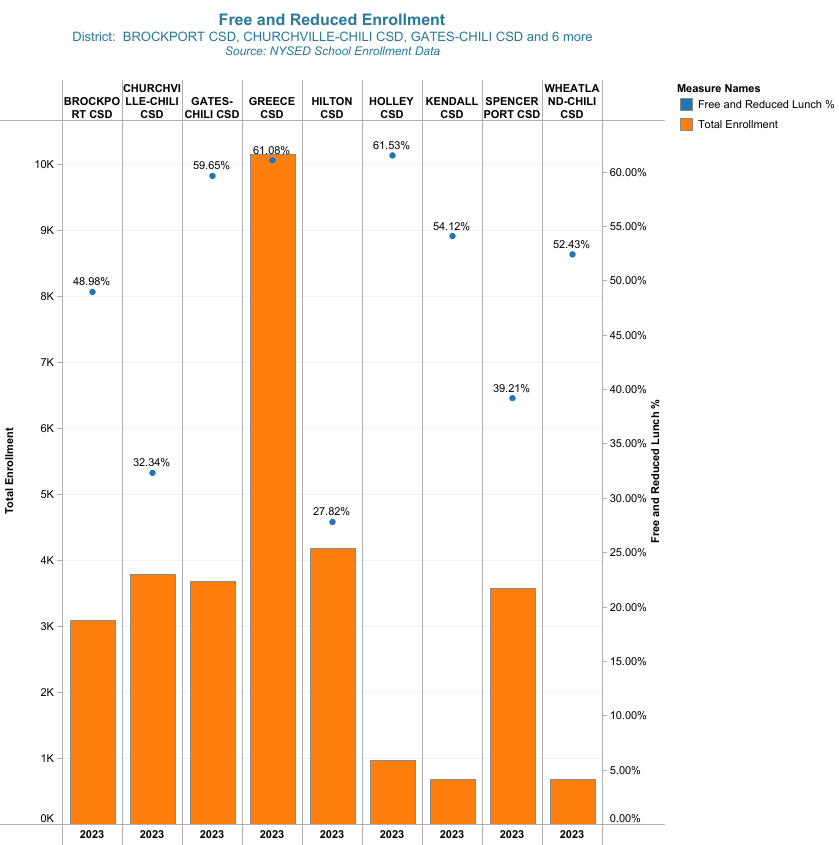 Free and Reduced Enrollment
District:  BROCKPORT CSD, CHURCHVILLE-CHILI CSD, GATES-CHILI CSD and 6 more
Source: NYSED School Enrollment Data
BROCKPO
RT CSD
CHURCHVI
LLE-CHILI
CSD
GATES-
CHILI CSD
GREECE
CSD
HILTON
CSD
HOLLEY
CSD
KENDALL
CSD
SPENCER
PORT CSD
WHEATLA
ND-CHILI
CSD
Measure Names
Free and Reduced Lunch %
Total Enrollment
Total Enrollment
10K
9K
8K
7K
6K
5K
4K
3K
2K
1K
0K
48.98%
32.34%
59.65%
61.08%
27.82%
61.53%
54.12%
39.21%
52.43%
60.00%
55.00%
50.00%
45.00%
40.00%
35.00%
30.00%
25.00%
20.00%
15.00%
10.00%
5.00%
0.00%
Free and Reduced Lunch %
2023
2023
2023
2023
2023
2023
2023
2023
2023